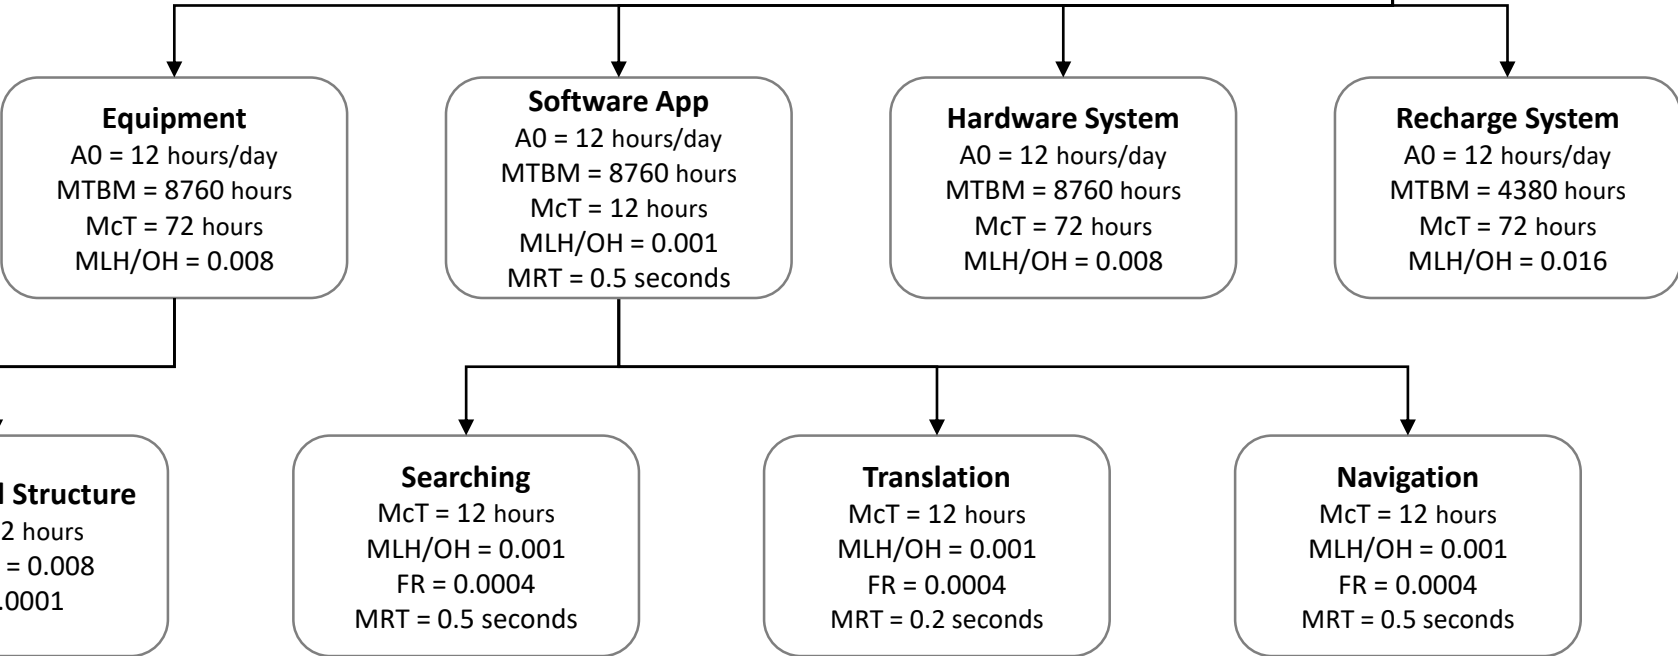 Equipment
A0 = 12 hours/day
MTBM = 8760 hours
McT = 72 hours
MLH/OH = 0.008
Software App
A0 = 12 hours/day
MTBM = 8760 hours
McT = 12 hours
MLH/OH = 0.001
MRT = 0.5 seconds
Hardware System
A0 = 12 hours/day
MTBM = 8760 hours
McT = 72 hours
MLH/OH = 0.008
Recharge System
A0 = 12 hours/day
MTBM = 4380 hours
McT = 72 hours
MLH/OH = 0.016
Structure
2 hours
= 0.008
.0001
Searching
McT = 12 hours
MLH/OH = 0.001
FR = 0.0004
MRT = 0.5 seconds
Translation
McT = 12 hours
MLH/OH = 0.001
FR = 0.0004
MRT = 0.2 seconds
Navigation
McT = 12 hours
MLH/OH = 0.001
FR = 0.0004
MRT = 0.5 seconds